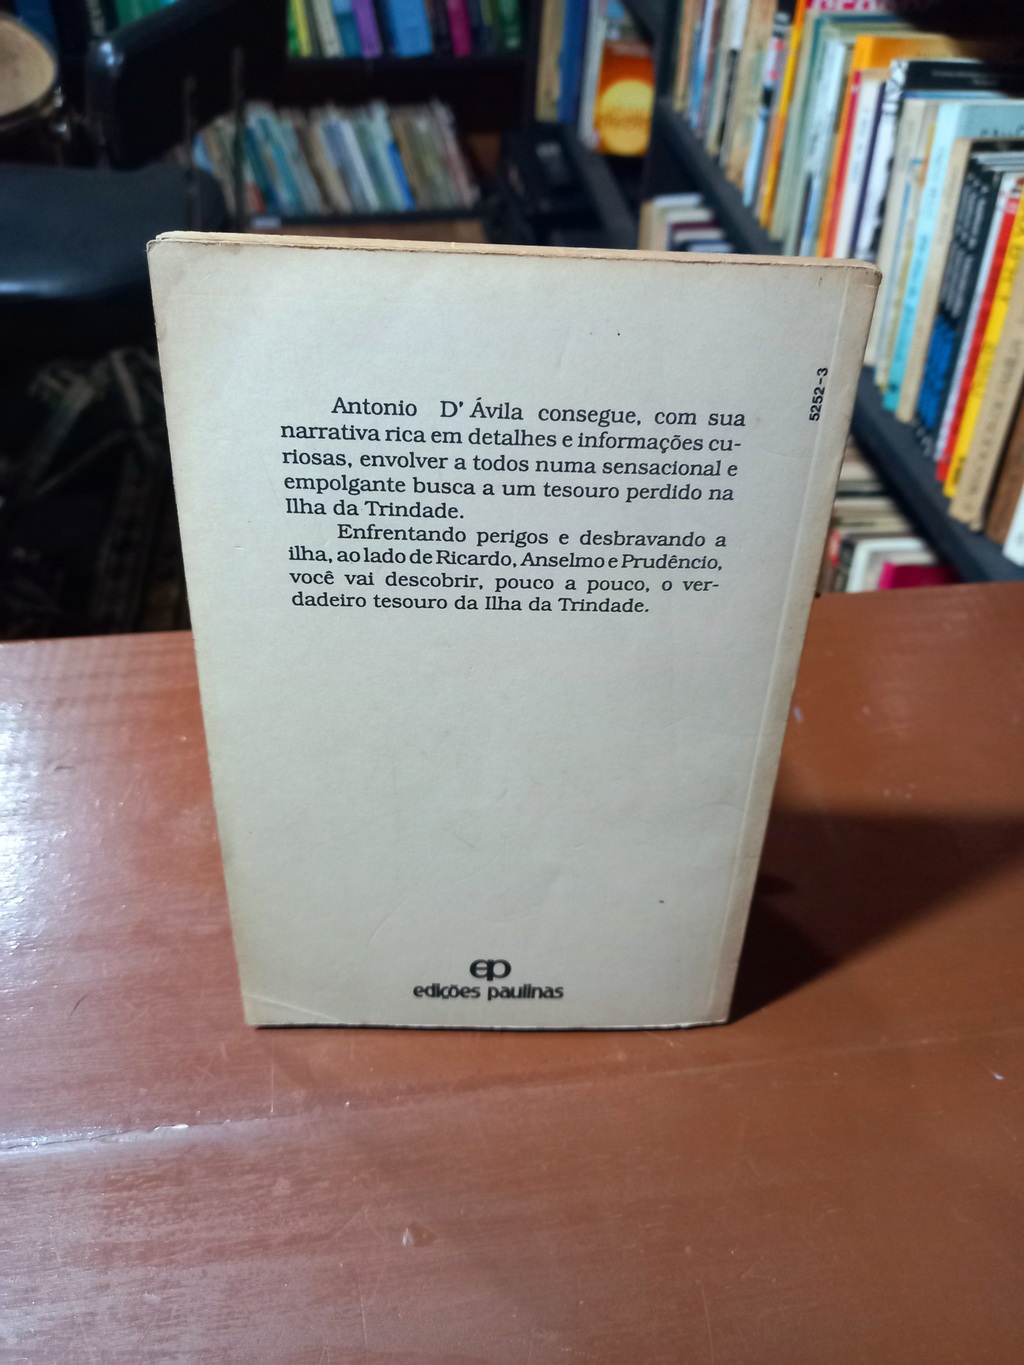 Antonio D'Ávila consegue, com sua
narrativa rica em detalhes e informações cu-
riosas, envolver a todos numa sensacional e
empolgante busca a um tesouro perdido na
Ilha da Trindade.
Enfrentando perigos e desbravando a
ilha, ao lado de Ricardo, Anselmo e Prudêncio,
você vai descobrir, pouco a pouco, o ver-
dadeiro tesouro da Ilha da Trindade.
5252-3
ep
edições paulinas